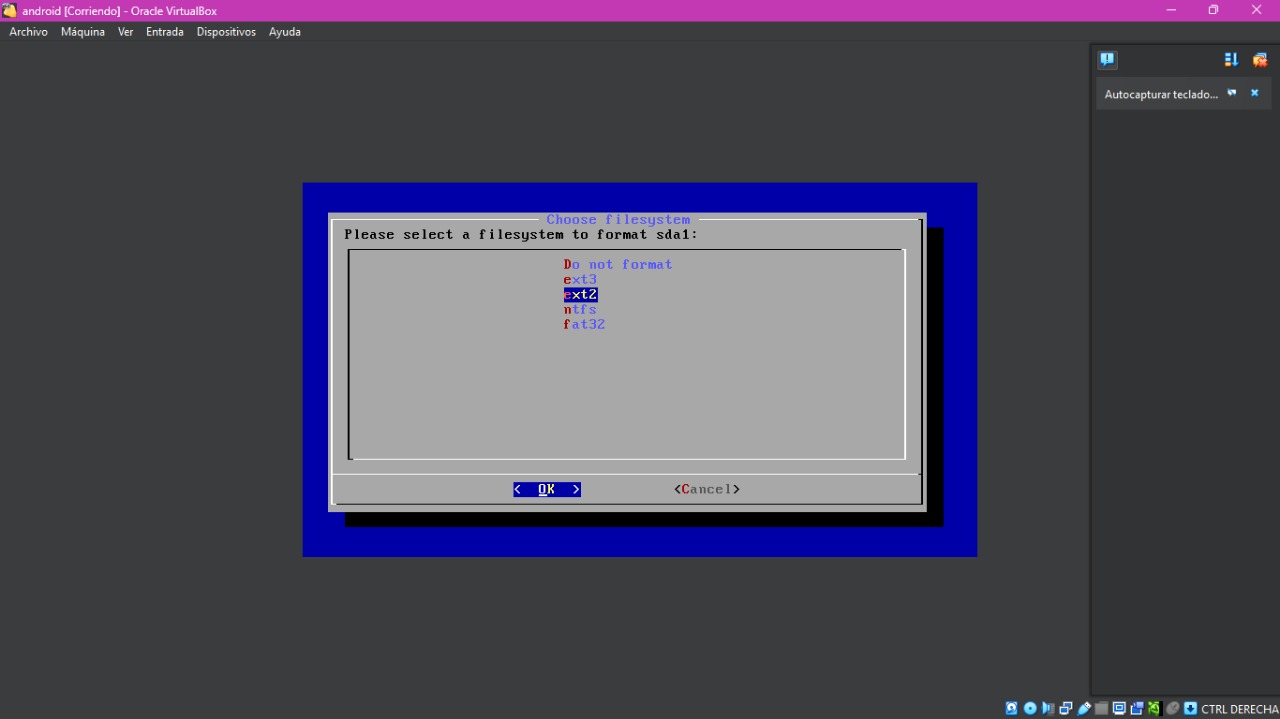 android [Corriendo] - Oracle VirtualBox
Archivo Máquina Ver Entrada Dispositivos Ayuda
Autocapturar teclado...
Choose filesystem
Please select a filesystem to format sda1:
Do not format
ext3
ext2
ntfs
fat32
< OK > <Cancel>
CTRL DERECHA